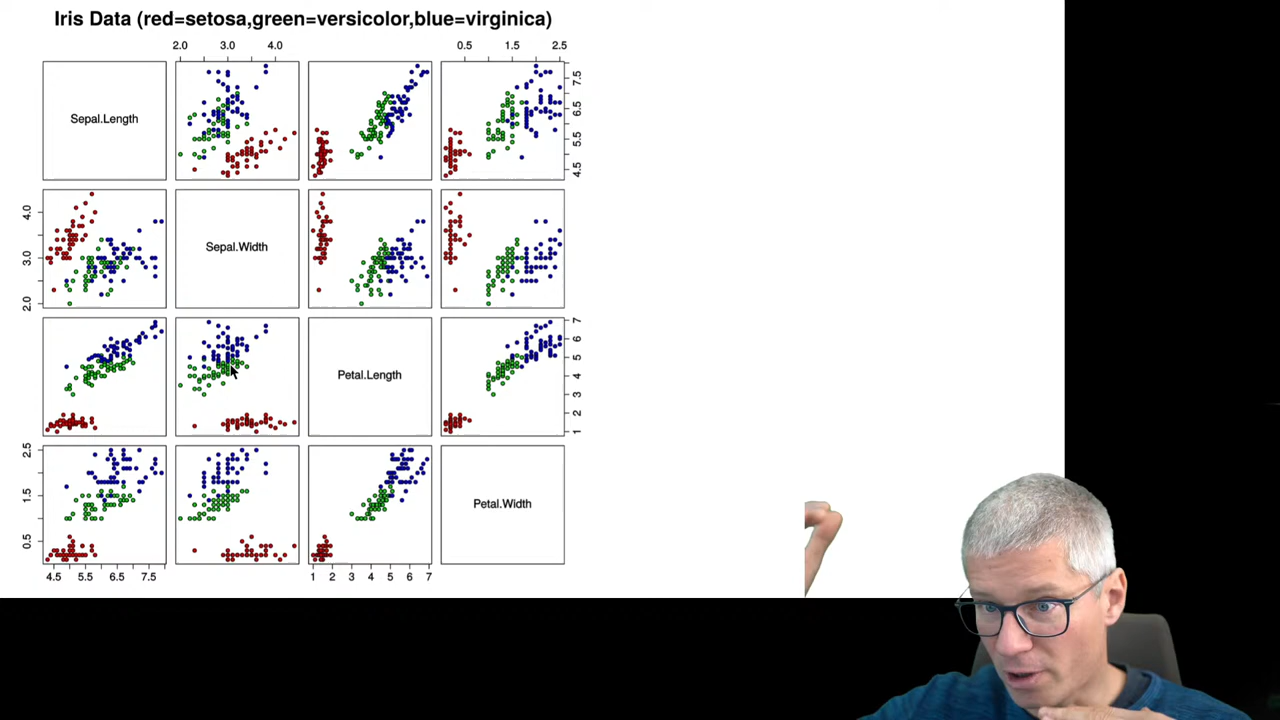 Iris Data (red=setosa,green=versicolor,blue=virginica)
2.0 3.0 4.0
0.5 1.5 2.5
Sepal.Length
4.5 5.5 6.5 7.5
2.0 3.0 4.0
Sepal.Width
Petal.Length
1 2 3 4 5 6 7
0.5 1.5 2.5
Petal.Width
4.5 5.5 6.5 7.5
1 2 3 4 5 6 7